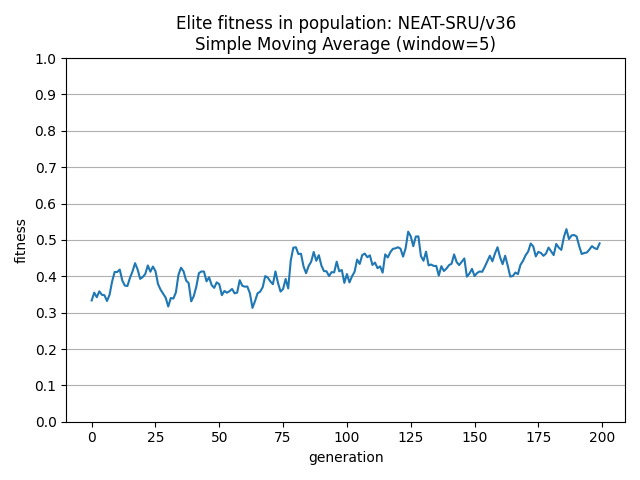 Elite fitness in population: NEAT-SRU/v36
Simple Moving Average (window=5)
1.0
0.9
0.8
0.7
0.6
0.5
0.4
0.3
0.2
0.1
0.0
fitness
0 25 50 75 100 125 150 175 200
generation